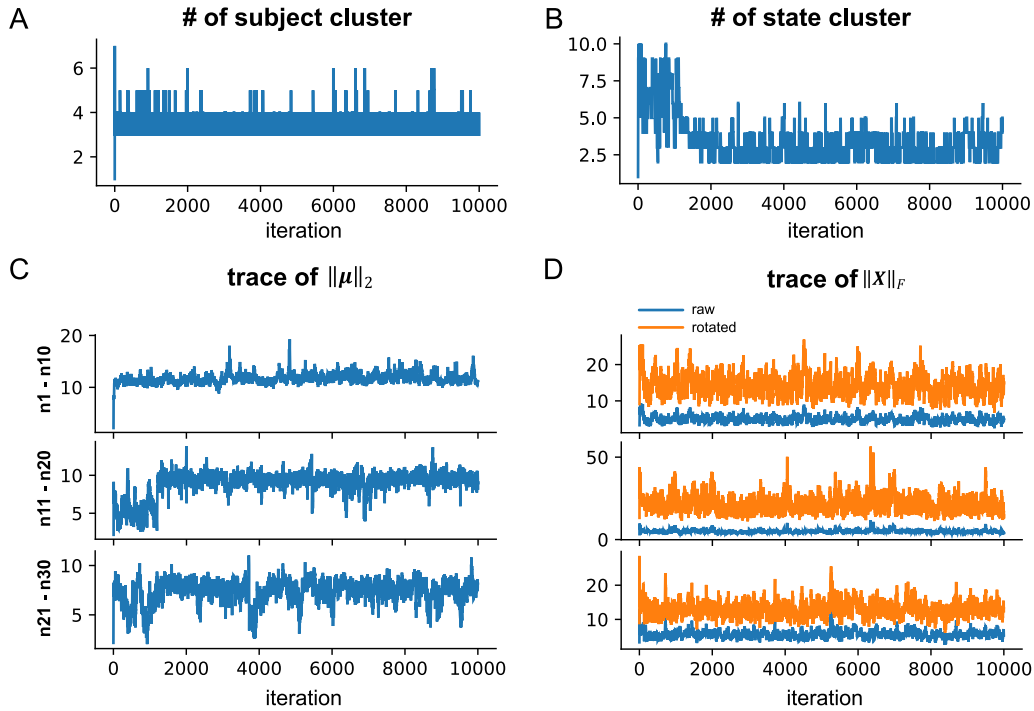 A
# of subject cluster
6
4
2
0 2000 4000 6000 8000 10000
iteration
B
# of state cluster
10.0
7.5
5.0
2.5
0 2000 4000 6000 8000 10000
iteration
C
trace of ‖μ‖₂
n1 - n10
20
10
n11 - n20
10
5
n21 - n30
10
5
0 2000 4000 6000 8000 10000
iteration
D
trace of ‖X‖F
raw
rotated
20
10
50
0
20
10
0 2000 4000 6000 8000 10000
iteration